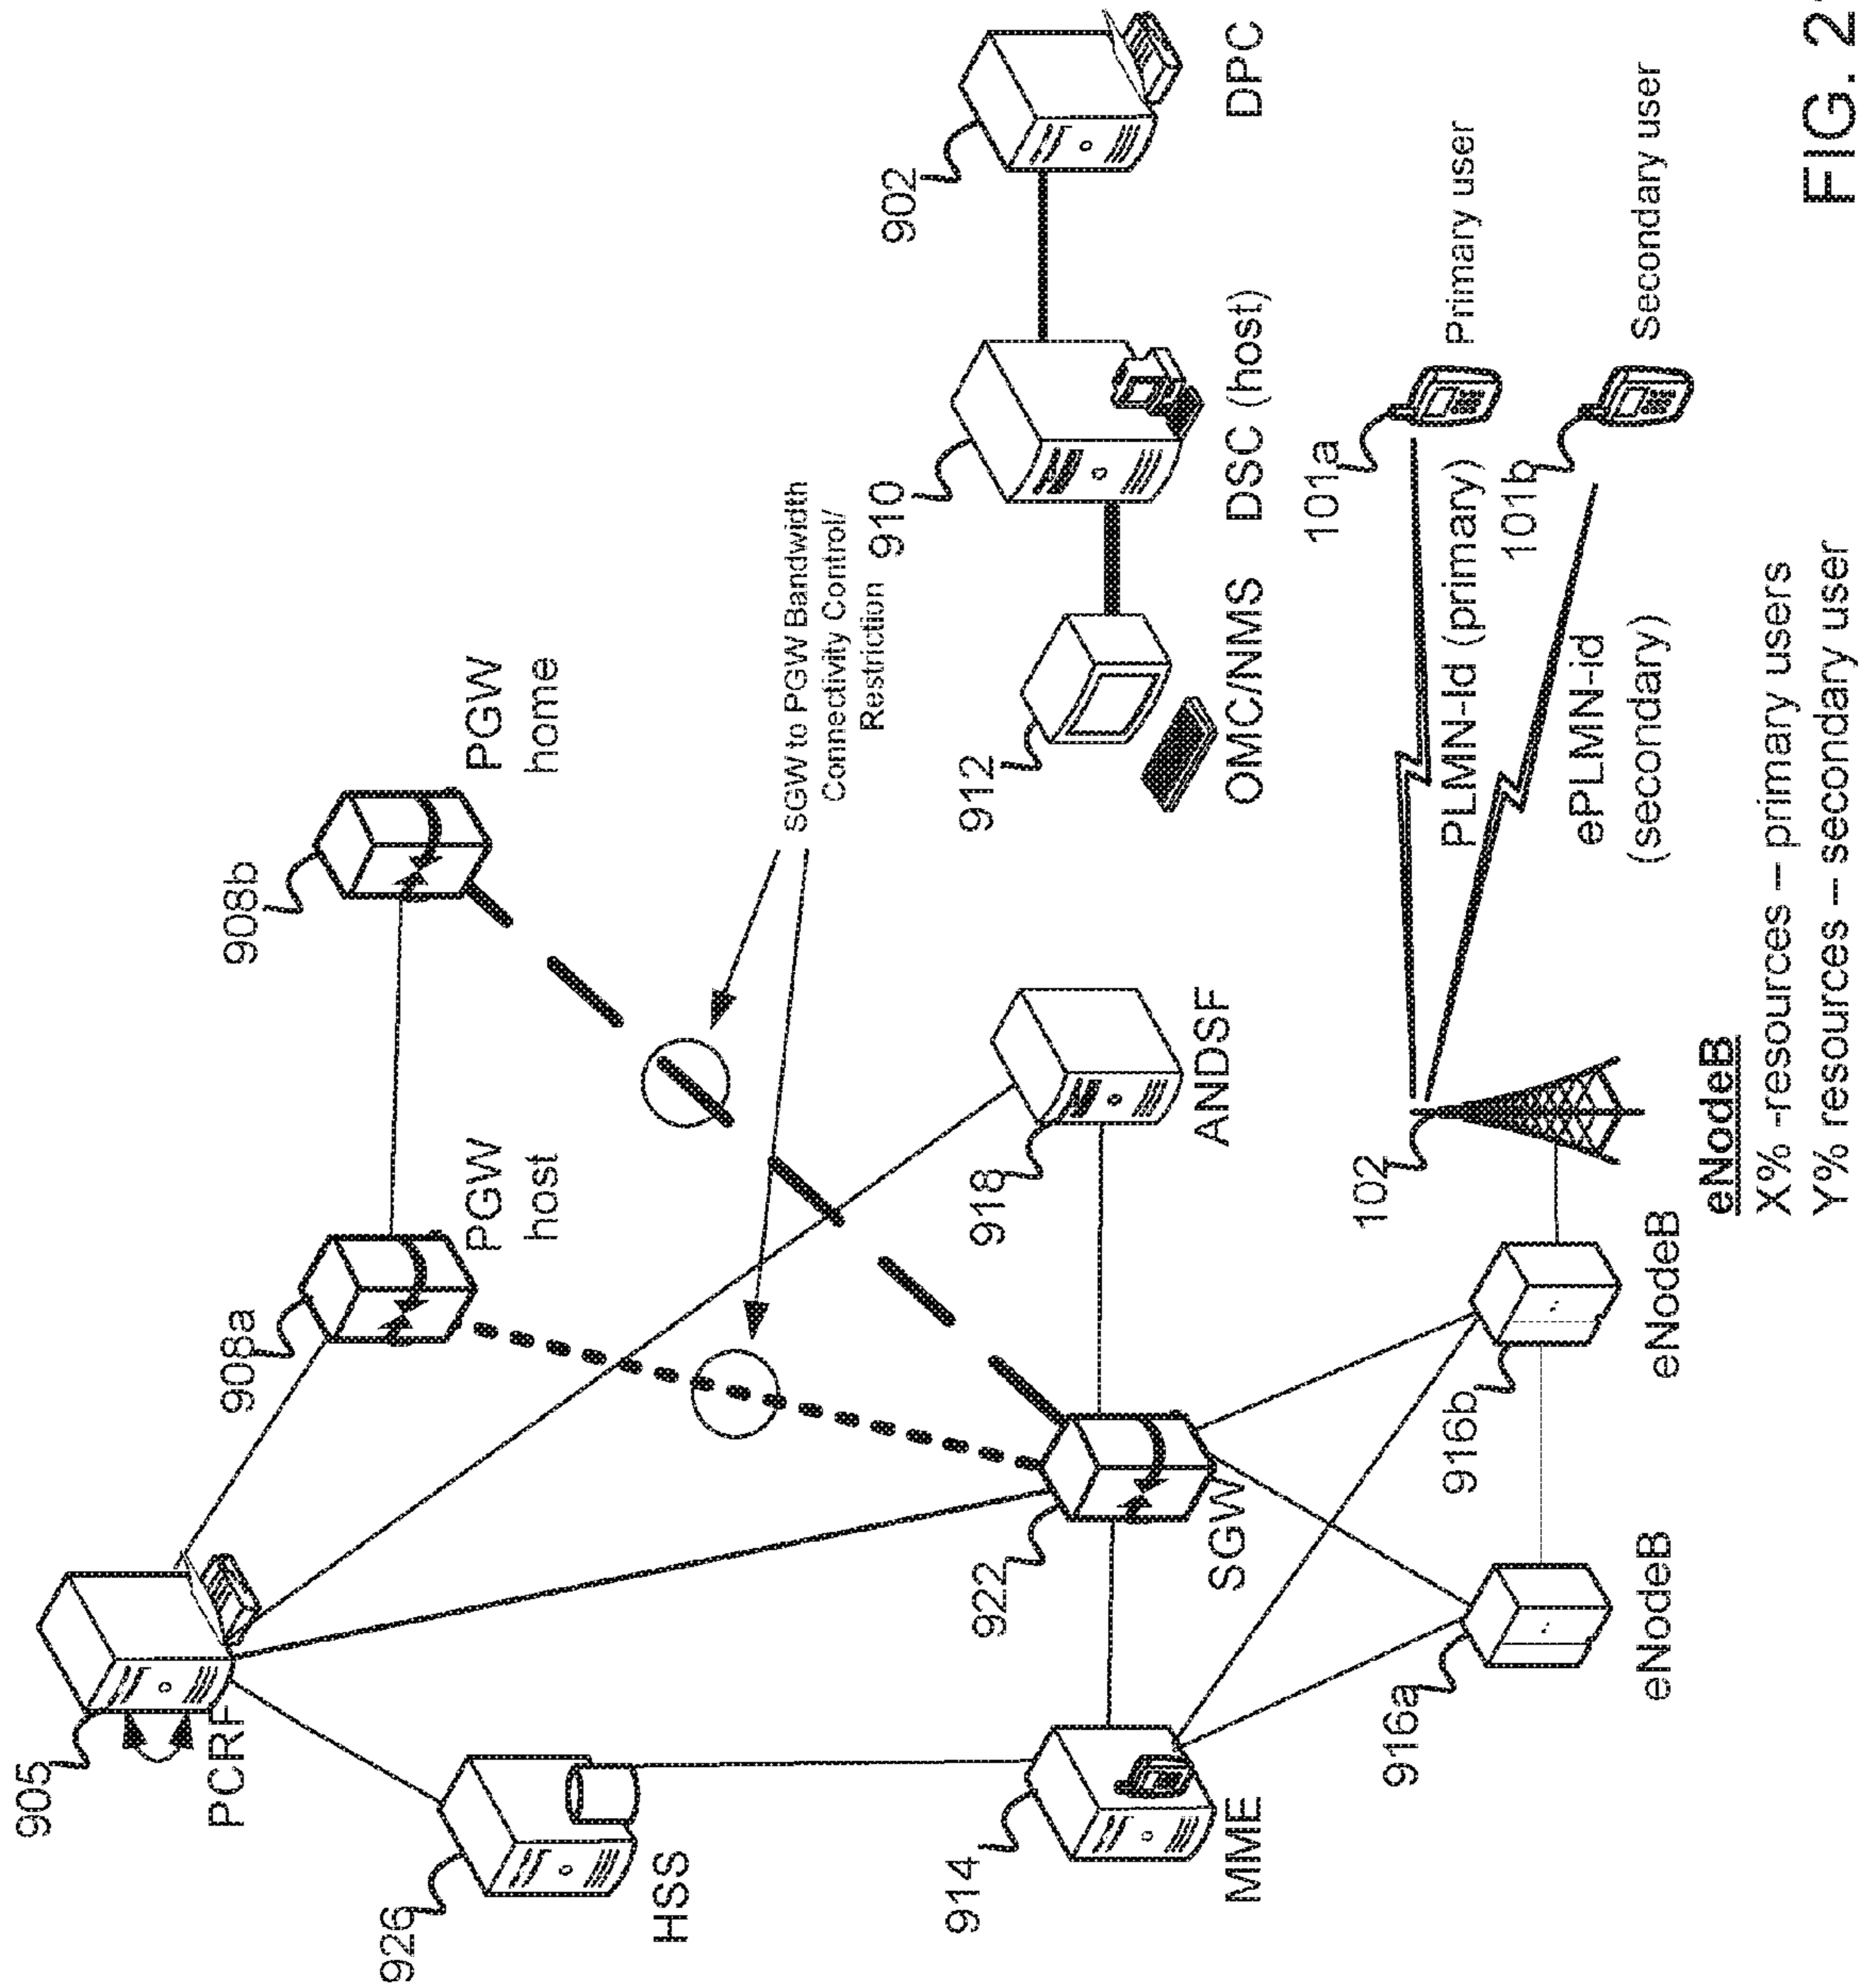 905
PCRF
908a
PGW
host
908b
PGW
home
926
HSS
SGW to PGW Bandwidth
Connectivity Control/
Restriction
914
MME
922
SGW
918
ANDSF
912
OMC/NMS
910
DSC (host)
902
DPC
916a
eNodeB
916b
eNodeB
102
eNodeB
X% -resources – primary users
Y% resources – secondary user
PLMN-Id (primary)
ePLMN-id
(secondary)
101a
Primary user
101b
Secondary user